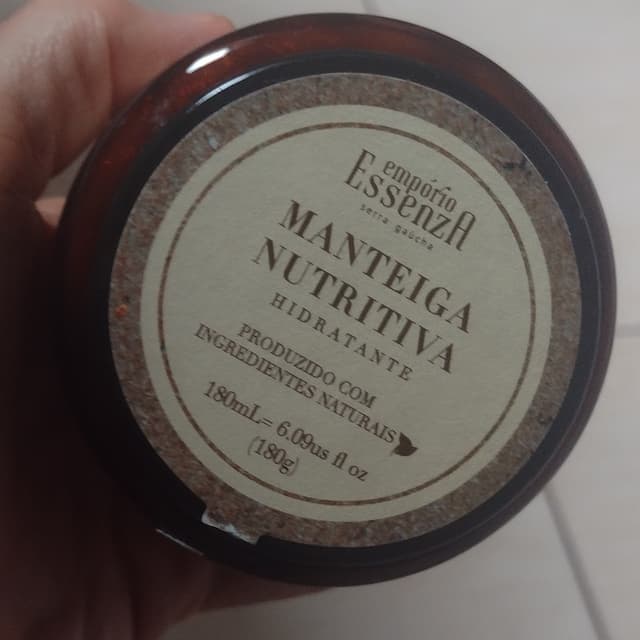 empório
EssenzA
serra gaúcha
MANTEIGA
NUTRITIVA
HIDRATANTE
PRODUZIDO COM
INGREDIENTES NATURAIS
180mL= 6.09us fl oz
(180g)